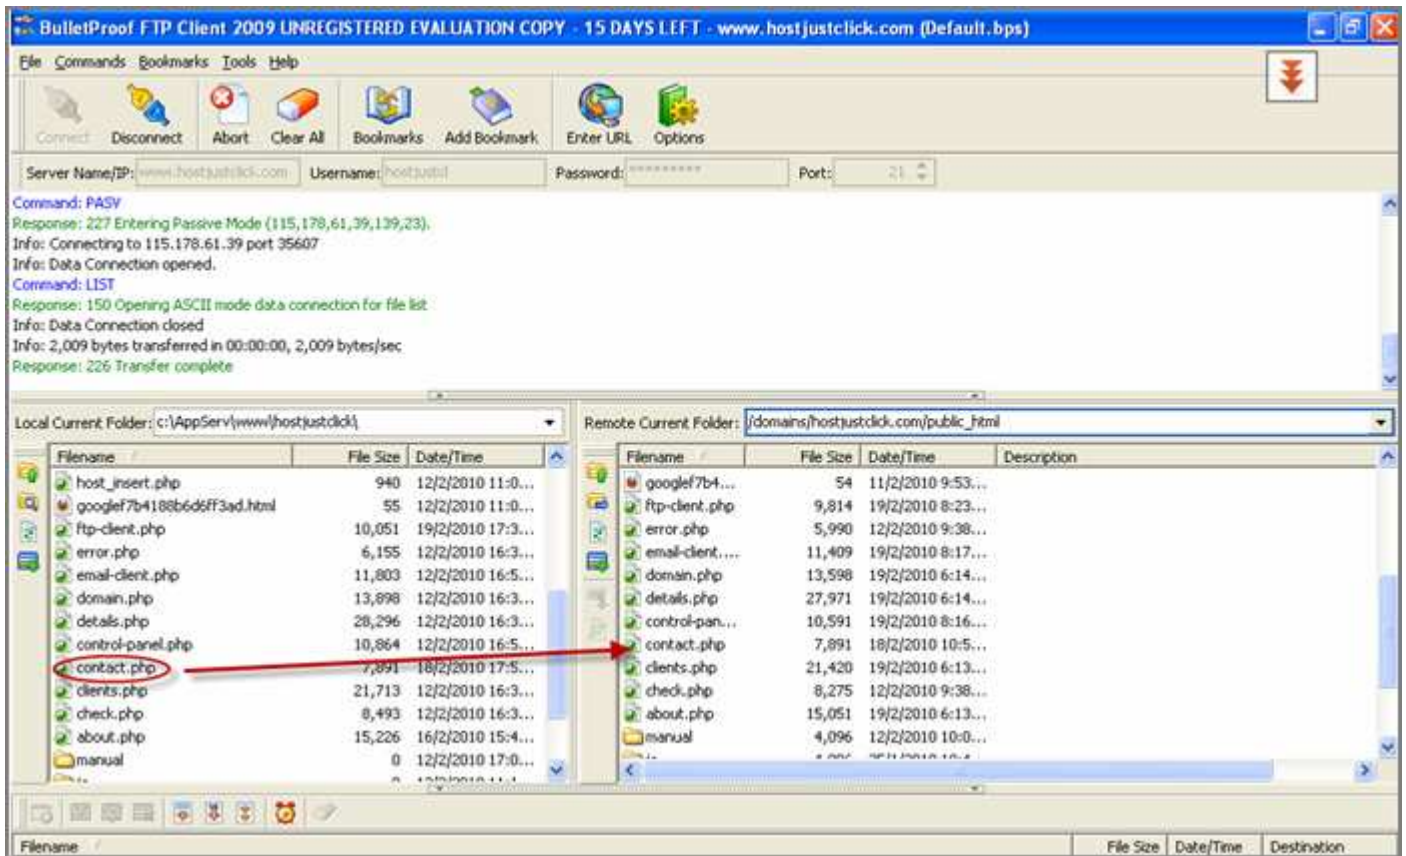 BulletProof FTP Client 2009 UNREGISTERED EVALUATION COPY - 15 DAYS LEFT - www.hostjustclick.com (Default.bps)
File Commands Bookmarks Tools Help
Connect Disconnect Abort Clear All Bookmarks Add Bookmark Enter URL Options
Server Name/IP: www.hostjustclick.com Username: Password: ********* Port: 21
Command: PASV
Response: 227 Entering Passive Mode (115,178,61,39,139,23).
Info: Connecting to 115.178.61.39 port 35607
Info: Data Connection opened.
Command: LIST
Response: 150 Opening ASCII mode data connection for file list
Info: Data Connection closed
Info: 2,009 bytes transferred in 00:00:00, 2,009 bytes/sec
Response: 226 Transfer complete
Local Current Folder: c:\AppServ\www\hostjustclick\
Filename File Size Date/Time
host_insert.php 940 12/2/2010 11:0...
googlef7b4188b6d6ff3ad.html 55 12/2/2010 11:0...
ftp-client.php 10,051 19/2/2010 17:3...
error.php 6,155 12/2/2010 16:3...
email-client.php 11,803 12/2/2010 16:5...
domain.php 13,898 12/2/2010 16:3...
details.php 28,296 12/2/2010 16:3...
control-panel.php 10,864 12/2/2010 16:5...
contact.php 7,891 18/2/2010 17:5...
clients.php 21,713 12/2/2010 16:3...
check.php 8,493 12/2/2010 16:3...
about.php 15,226 16/2/2010 15:4...
manual 0 12/2/2010 17:0...
Remote Current Folder: /domains/hostjustclick.com/public_html
Filename File Size Date/Time Description
googlef7b4... 54 11/2/2010 9:53...
ftp-client.php 9,814 19/2/2010 8:23...
error.php 5,990 12/2/2010 9:38...
email-client.... 11,409 19/2/2010 8:17...
domain.php 13,598 19/2/2010 6:14...
details.php 27,971 19/2/2010 6:14...
control-pan... 10,591 19/2/2010 8:16...
contact.php 7,891 18/2/2010 10:5...
clients.php 21,420 19/2/2010 6:13...
check.php 8,275 12/2/2010 9:38...
about.php 15,051 19/2/2010 6:13...
manual 4,096 12/2/2010 10:0...
Filename File Size Date/Time Destination